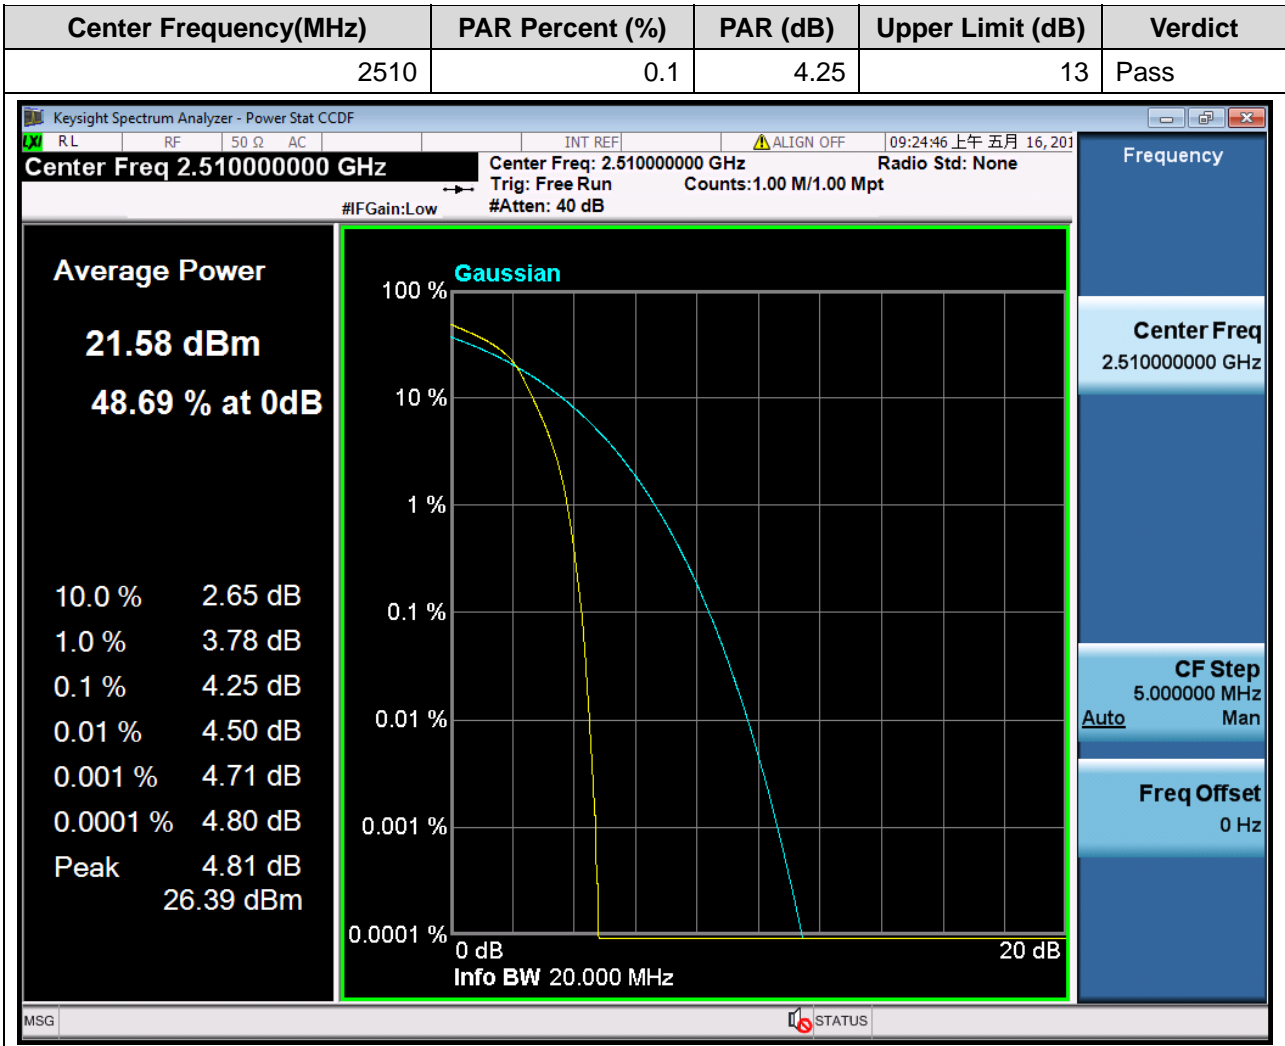 Center Frequency(MHz) PAR Percent (%) PAR (dB) Upper Limit (dB) Verdict
2510 0.1 4.25 13 Pass
Keysight Spectrum Analyzer - Power Stat CCDF
LXI RL RF 50 Ω AC INT REF ALIGN OFF 09:24:46 上午 五月 16, 201
Center Freq 2.510000000 GHz
#IFGain:Low
Center Freq: 2.510000000 GHz Radio Std: None
Trig: Free Run Counts:1.00 M/1.00 Mpt
#Atten: 40 dB
Average Power
21.58 dBm
48.69 % at 0dB
10.0 % 2.65 dB
1.0 % 3.78 dB
0.1 % 4.25 dB
0.01 % 4.50 dB
0.001 % 4.71 dB
0.0001 % 4.80 dB
Peak 4.81 dB
26.39 dBm
Gaussian
100 %
10 %
1 %
0.1 %
0.01 %
0.001 %
0.0001 %
0 dB 20 dB
Info BW 20.000 MHz
Frequency
Center Freq
2.510000000 GHz
CF Step
5.000000 MHz
Auto Man
Freq Offset
0 Hz
MSG STATUS